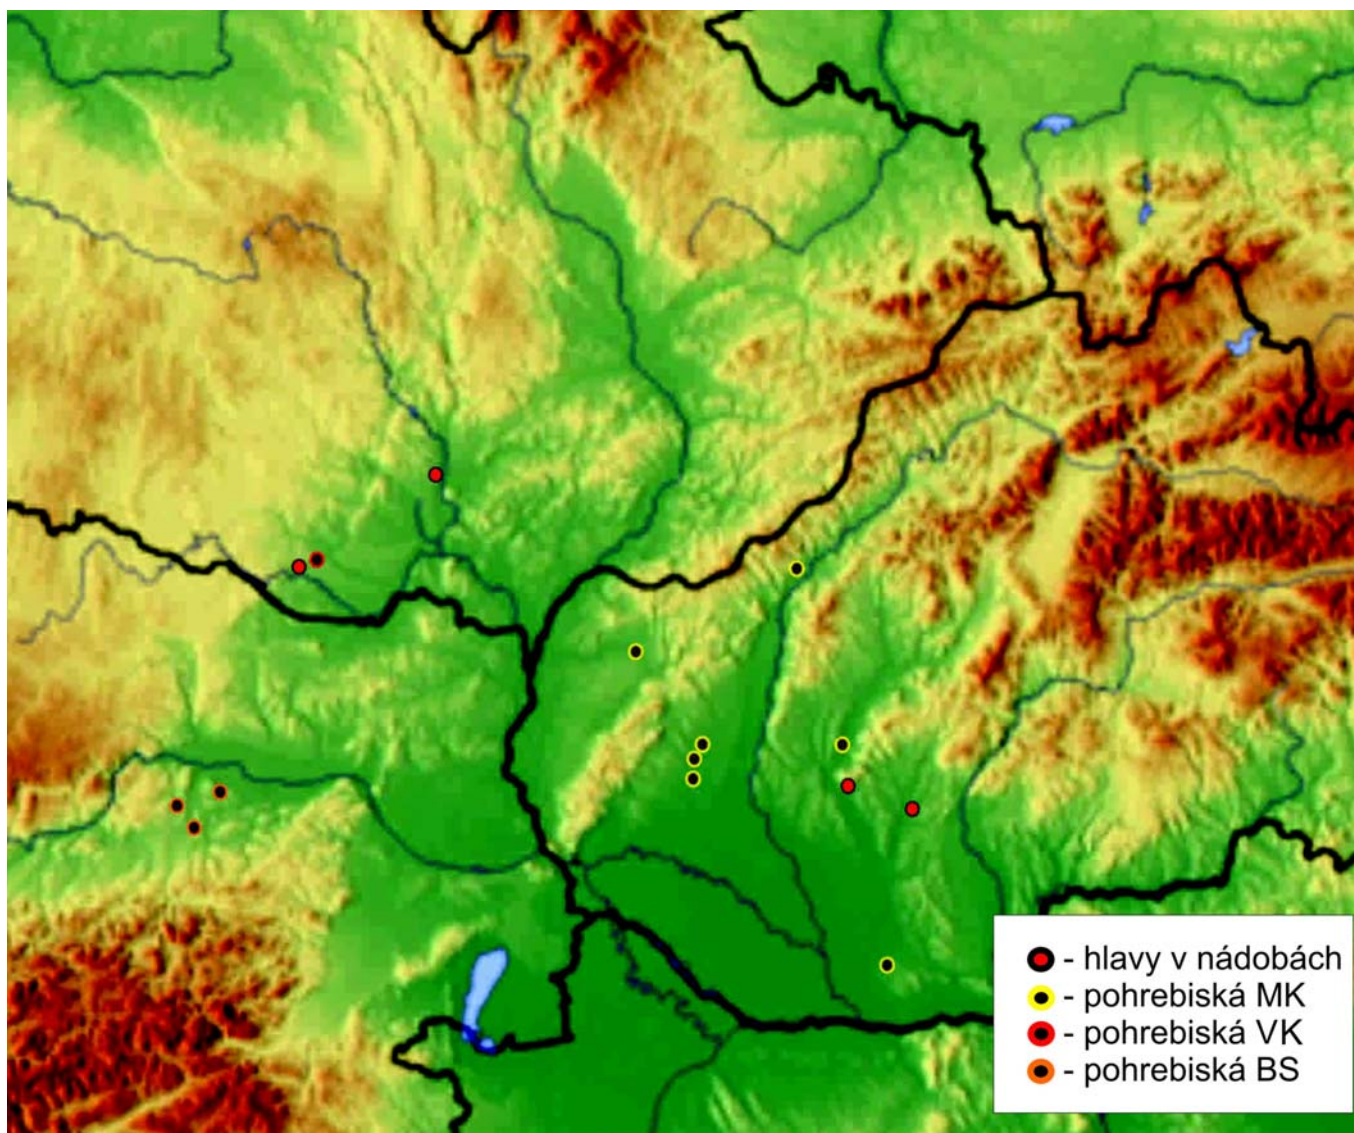 - hlavy v nádobách
- pohrebiská MK
- pohrebiská VK
- pohrebiská BS